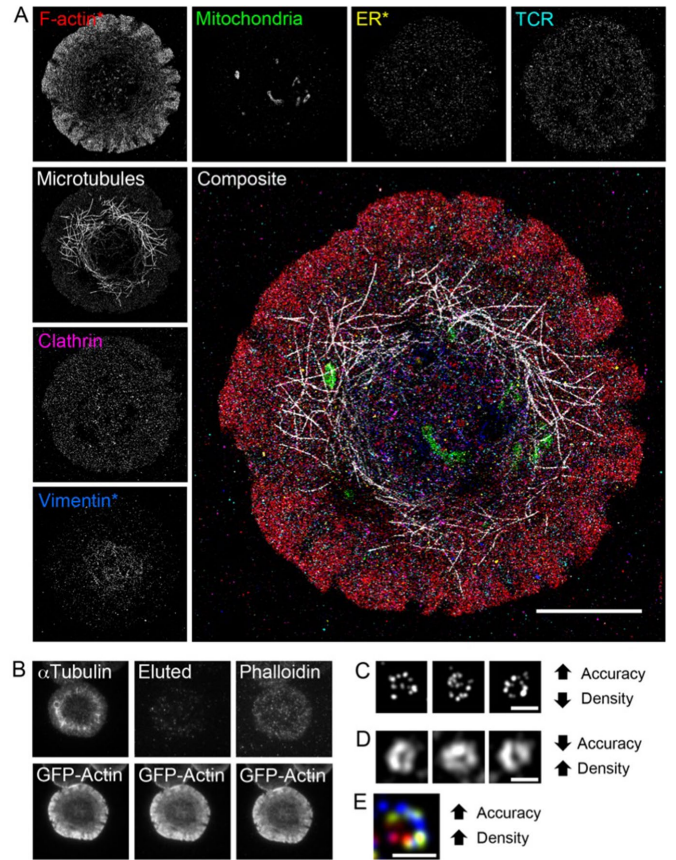 A
F-actin*
Mitochondria
ER*
TCR
Microtubules
Composite
Clathrin
Vimentin*
B
αTubulin
Eluted
Phalloidin
GFP-Actin
GFP-Actin
GFP-Actin
C
Accuracy
Density
D
Accuracy
Density
E
Accuracy
Density